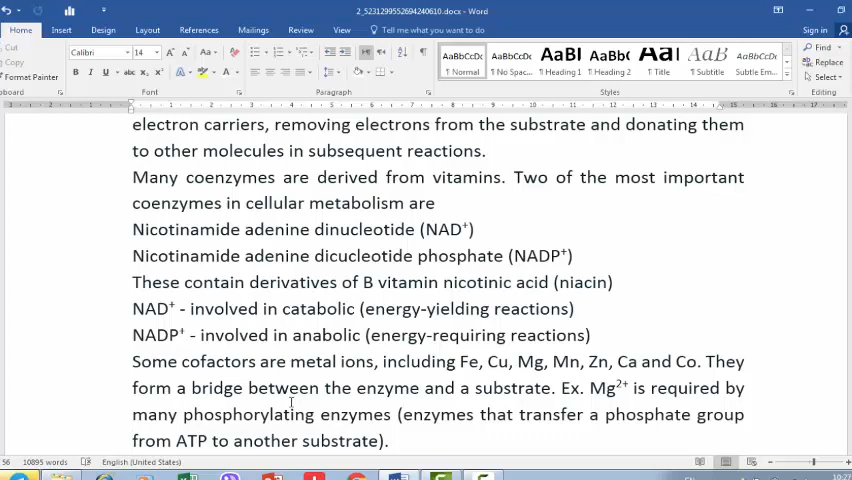 2_5231299552694240610.docx - Word
Home Insert Design Layout References Mailings Review View Tell me what you want to do... Sign in
Cut
Copy
Format Painter
Calibri 14
Find
Replace
Select
AaBbCcDc AaBbCcDc AaBl AaBbCc AaBl AaBbCcDc AaBbCcDc
¶ Normal ¶ No Spac... ¶ Heading 1 ¶ Heading 2 ¶ Title ¶ Subtitle Subtle Em...
Font Paragraph Styles Editing
electron carriers, removing electrons from the substrate and donating them
to other molecules in subsequent reactions.
Many coenzymes are derived from vitamins. Two of the most important
coenzymes in cellular metabolism are
Nicotinamide adenine dinucleotide (NAD⁺)
Nicotinamide adenine dicucleotide phosphate (NADP⁺)
These contain derivatives of B vitamin nicotinic acid (niacin)
NAD⁺ - involved in catabolic (energy-yielding reactions)
NADP⁺ - involved in anabolic (energy-requiring reactions)
Some cofactors are metal ions, including Fe, Cu, Mg, Mn, Zn, Ca and Co. They
form a bridge between the enzyme and a substrate. Ex. Mg²⁺ is required by
many phosphorylating enzymes (enzymes that transfer a phosphate group
from ATP to another substrate).
56 10895 words English (United States)
10:27